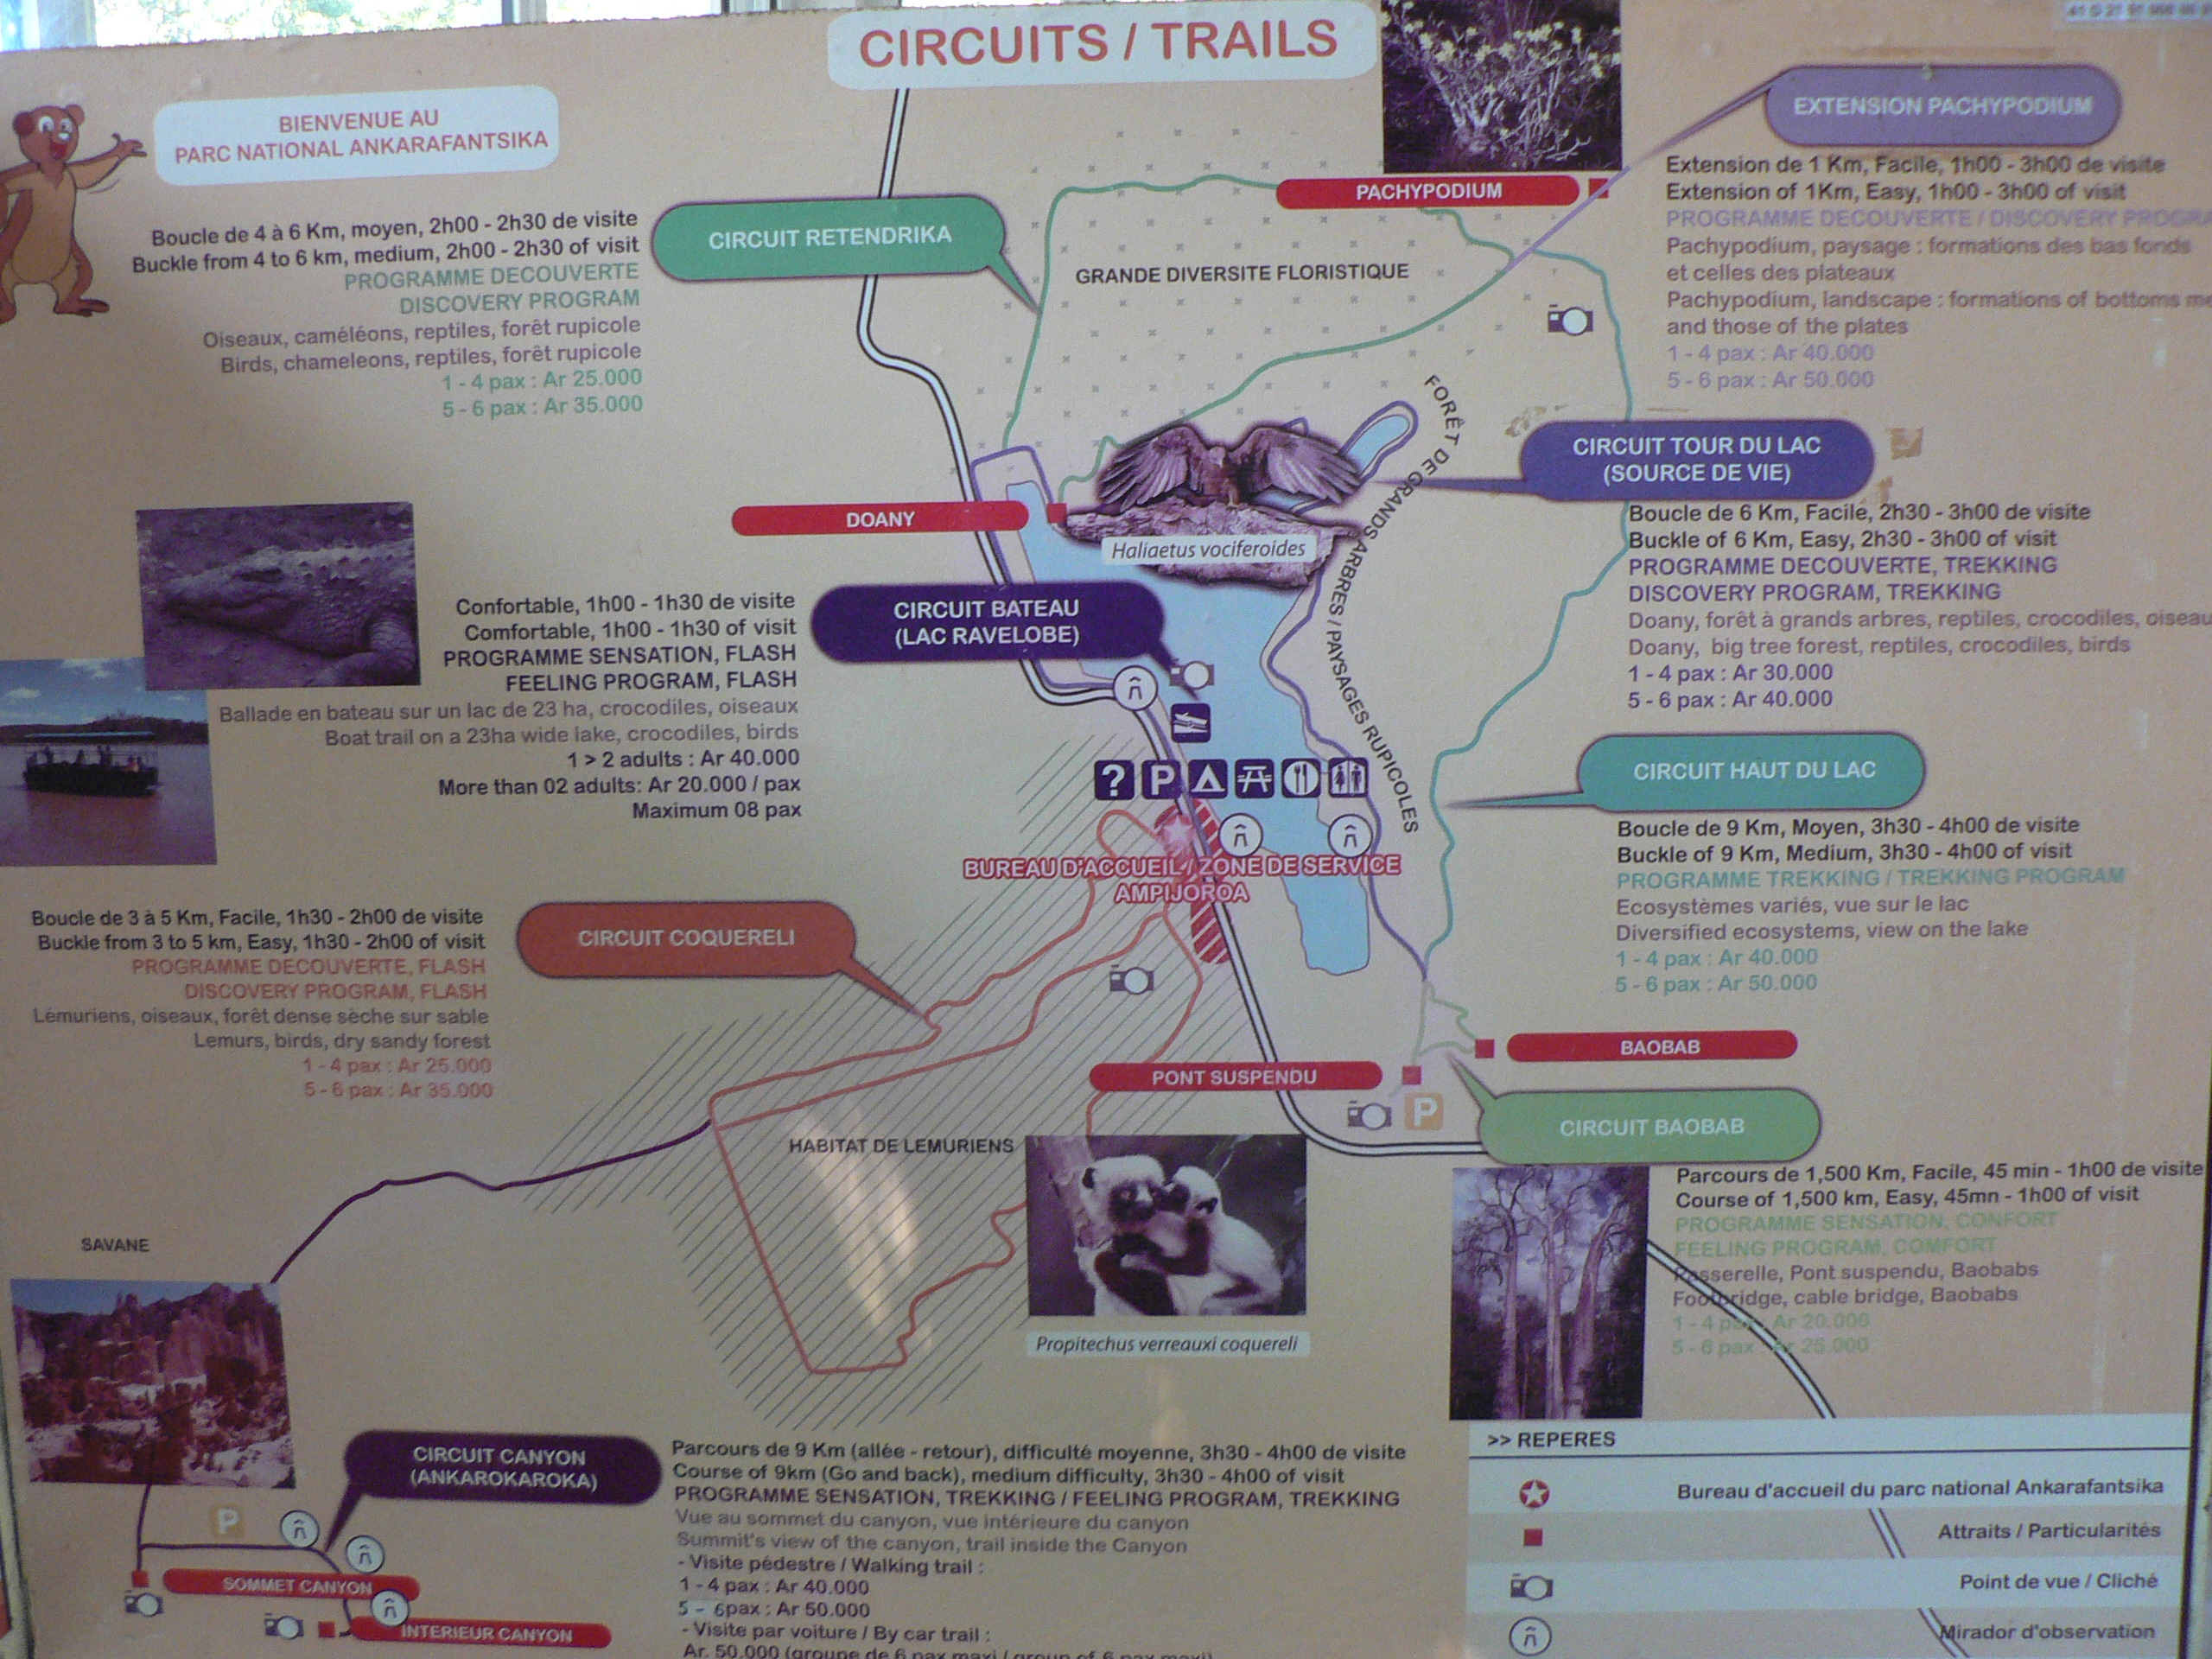 CIRCUITS / TRAILS
BIENVENUE AU
PARC NATIONAL ANKARAFANTSIKA
Boucle de 4 à 6 Km, moyen, 2h00 - 2h30 de visite
Buckle from 4 to 6 km, medium, 2h00 - 2h30 of visit
PROGRAMME DECOUVERTE
DISCOVERY PROGRAM
Oiseaux, caméléons, reptiles, forêt rupicole
Birds, chameleons, reptiles, forêt rupicole
1 - 4 pax : Ar 25.000
5 - 6 pax : Ar 35.000
CIRCUIT RETENDRIKA
PACHYPODIUM
GRANDE DIVERSITE FLORISTIQUE
EXTENSION PACHYPODIUM
Extension de 1 Km, Facile, 1h00 - 3h00 de visite
Extension of 1Km, Easy, 1h00 - 3h00 of visit
PROGRAMME DECOUVERTE / DISCOVERY
Pachypodium, paysage : formations des bas fonds
et celles des plateaux
Pachypodium, landscape : formations of bottoms
and those of the plates
1 - 4 pax : Ar 40.000
5 - 6 pax : Ar 50.000
FORÊT DE GRANDS ARBRES / PAYSAGES RUPICOLES
CIRCUIT TOUR DU LAC
(SOURCE DE VIE)
Boucle de 6 Km, Facile, 2h30 - 3h00 de visite
Buckle of 6 Km, Easy, 2h30 - 3h00 of visit
PROGRAMME DECOUVERTE, TREKKING
DISCOVERY PROGRAM, TREKKING
Doany, forêt à grands arbres, reptiles, crocodiles,
Doany, big tree forest, reptiles, crocodiles, birds
1 - 4 pax : Ar 30.000
5 - 6 pax : Ar 40.000
DOANY
Haliaetus vociferoides
CIRCUIT BATEAU
(LAC RAVELOBE)
Confortable, 1h00 - 1h30 de visite
Comfortable, 1h00 - 1h30 of visit
PROGRAMME SENSATION, FLASH
FEELING PROGRAM, FLASH
Ballade en bateau sur un lac de 23 ha, crocodiles, oiseaux
Boat trail on a 23ha wide lake, crocodiles, birds
1 > 2 adults : Ar 40.000
More than 02 adults: Ar 20.000 / pax
Maximum 08 pax
? P
CIRCUIT HAUT DU LAC
Boucle de 9 Km, Moyen, 3h30 - 4h00 de visite
Buckle of 9 Km, Medium, 3h30 - 4h00 of visit
PROGRAMME TREKKING / TREKKING PROGRAM
Ecosystèmes variés, vue sur le lac
Diversified ecosystems, view on the lake
1 - 4 pax : Ar 40.000
5 - 6 pax : Ar 50.000
BUREAU D'ACCUEIL / ZONE DE SERVICE
AMPIJOROA
CIRCUIT COQUERELI
Boucle de 3 à 5 Km, Facile, 1h30 - 2h00 de visite
Buckle from 3 to 5 km, Easy, 1h30 - 2h00 of visit
PROGRAMME DECOUVERTE, FLASH
DISCOVERY PROGRAM, FLASH
Lémuriens, oiseaux, forêt dense sèche sur sable
Lemurs, birds, dry sandy forest
1 - 4 pax : Ar 25.000
5 - 6 pax : Ar 35.000
BAOBAB
PONT SUSPENDU
P
CIRCUIT BAOBAB
Parcours de 1,500 Km, Facile, 45 min - 1h00 de visite
Course of 1,500 km, Easy, 45mn - 1h00 of visit
PROGRAMME SENSATION, CONFORT
FEELING PROGRAM, COMFORT
Passerelle, Pont suspendu, Baobabs
Footbridge, cable bridge, Baobabs
1 - 4 pax : Ar 20.000
5 - 6 pax : Ar 25.000
HABITAT DE LEMURIENS
Propitechus verreauxi coquereli
SAVANE
CIRCUIT CANYON
(ANKAROKAROKA)
Parcours de 9 Km (allée - retour), difficulté moyenne, 3h30 - 4h00 de visite
Course of 9km (Go and back), medium difficulty, 3h30 - 4h00 of visit
PROGRAMME SENSATION, TREKKING / FEELING PROGRAM, TREKKING
Vue au sommet du canyon, vue intérieure du canyon
Summit's view of the canyon, trail inside the Canyon
- Visite pédestre / Walking trail :
1 - 4 pax : Ar 40.000
5 - 6pax : Ar 50.000
- Visite par voiture / By car trail :
Ar. 50.000 (groupe de 6 pax maxi / group of 6 pax maxi)
P
SOMMET CANYON
INTERIEUR CANYON
>> REPERES
Bureau d'accueil du parc national Ankarafantsika
Attraits / Particularités
Point de vue / Cliché
Mirador d'observation